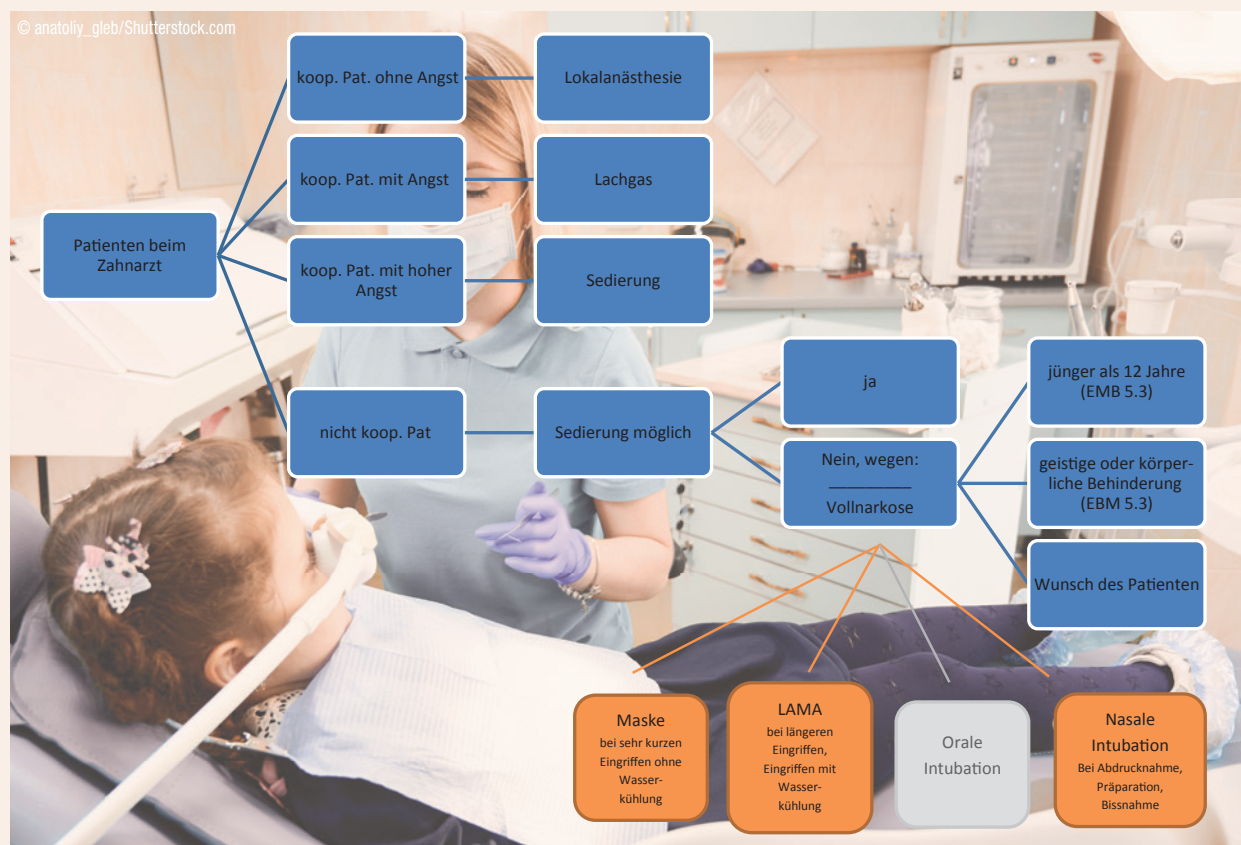 © anatoliy_gleb/Shutterstock.com
koop. Pat. ohne Angst
Lokalanästhesie
koop. Pat. mit Angst
Lachgas
Patienten beim
Zahnarzt
koop. Pat. mit hoher
Angst
Sedierung
nicht koop. Pat
Sedierung möglich
ja
Nein, wegen:
_________
Vollnarkose
jünger als 12 Jahre
(EMB 5.3)
geistige oder körper-
liche Behinderung
(EBM 5.3)
Wunsch des Patienten
Maske
bei sehr kurzen
Eingriffen ohne
Wasser-
kühlung
LAMA
bei längeren
Eingriffen,
Eingriffen mit
Wasser-
kühlung
Orale
Intubation
Nasale
Intubation
Bei Abdrucknahme,
Präparation,
Bissnahme